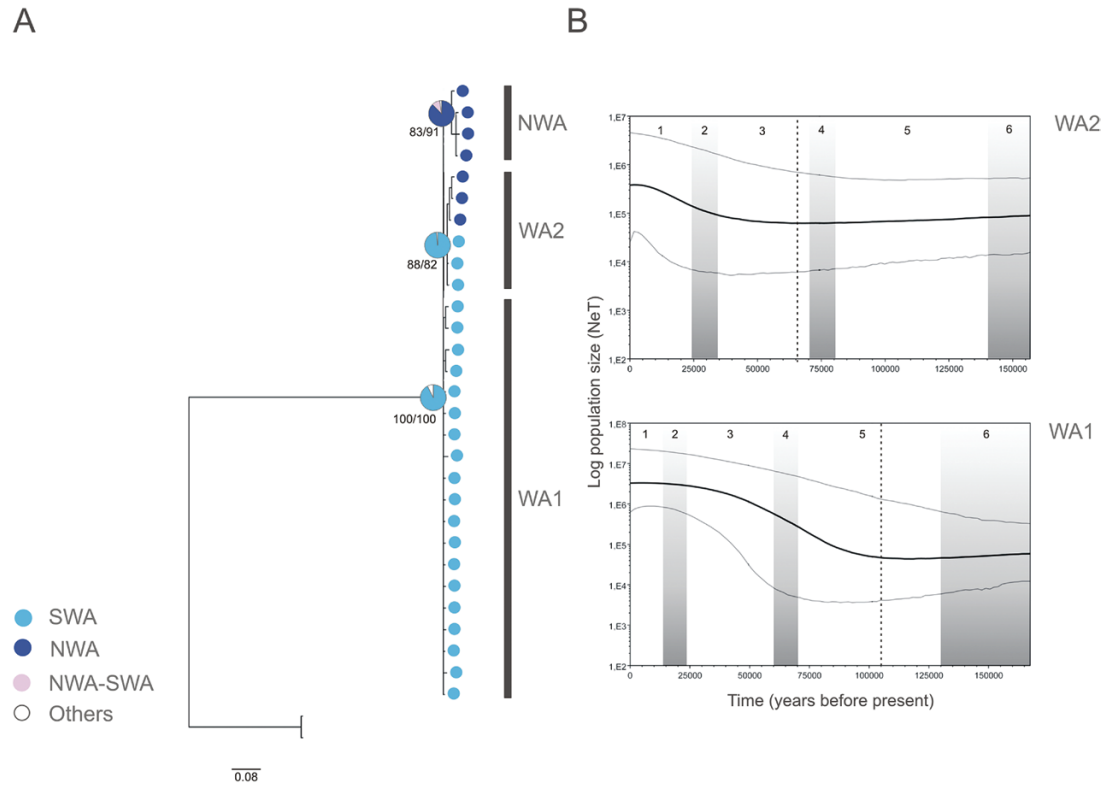 A
B
83/91
88/82
100/100
NWA
WA2
WA1
SWA
NWA
NWA-SWA
Others
0.08
Log population size (NeT)
WA2
1,E7
1,E6
1,E5
1,E4
1,E3
1,E2
1 2 3 4 5 6
0 25000 50000 75000 100000 125000 150000
WA1
1,E8
1,E7
1,E6
1,E5
1,E4
1,E3
1,E2
1 2 3 4 5 6
0 25000 50000 75000 100000 125000 150000
Time (years before present)